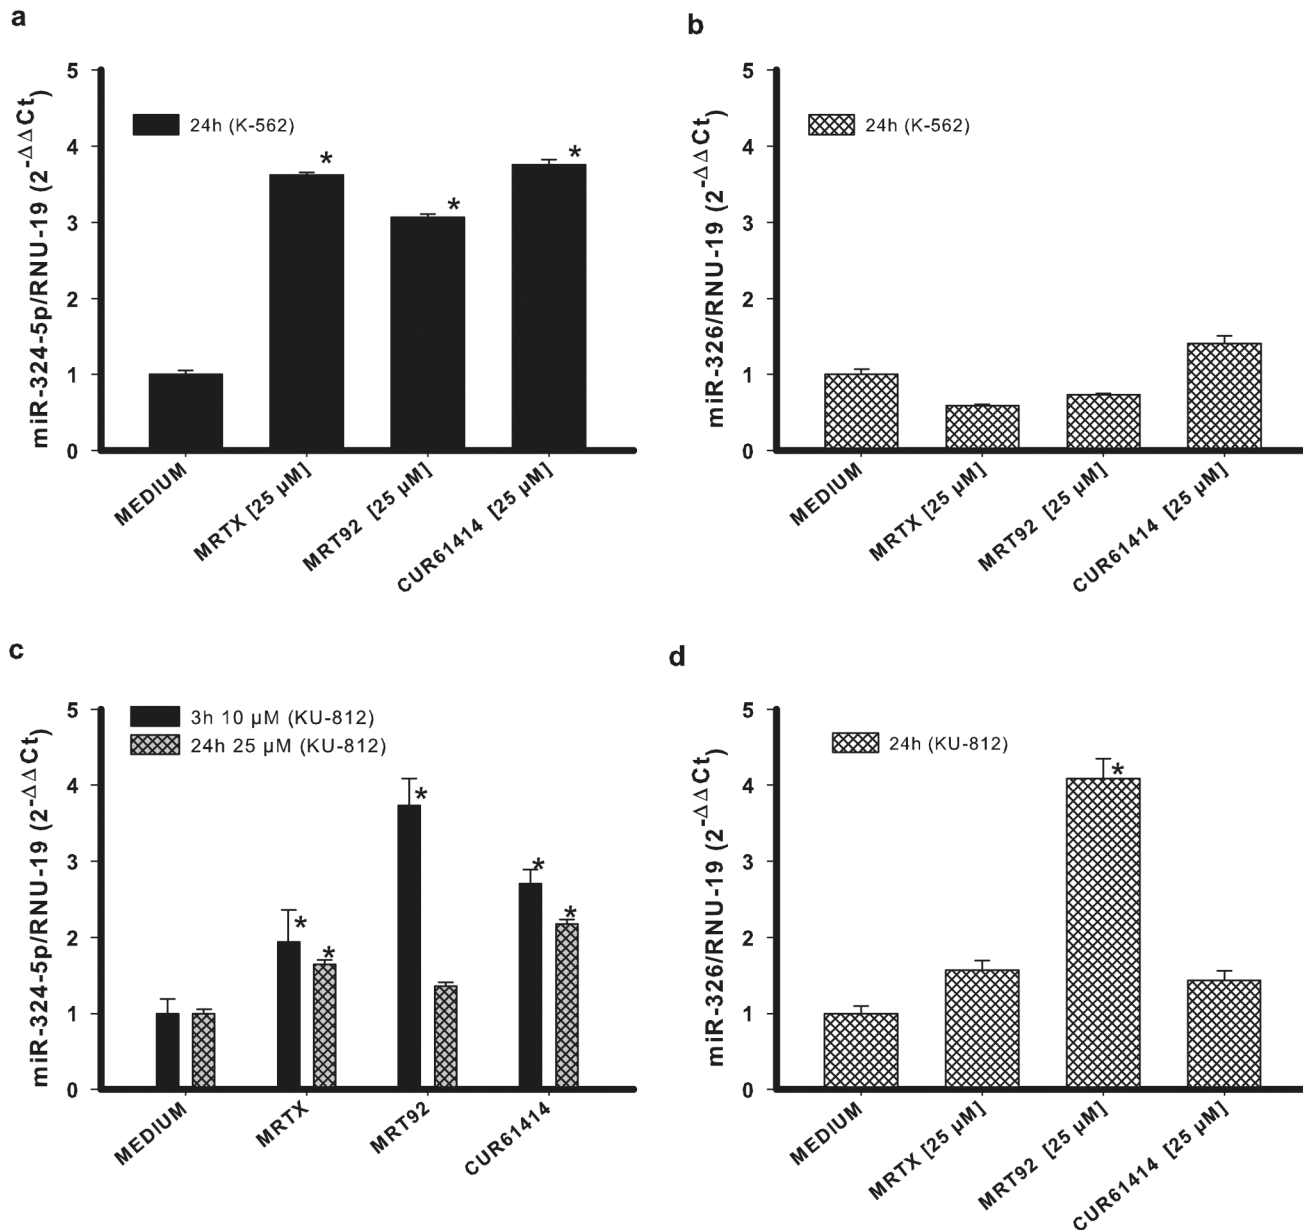 a
miR-324-5p/RNU-19 (2^-ΔΔCt)
5
4
3
2
1
0
24h (K-562)
*
*
*
MEDIUM
MRTX [25 µM]
MRT92 [25 µM]
CUR61414 [25 µM]
b
miR-326/RNU-19 (2^-ΔΔCt)
5
4
3
2
1
0
24h (K-562)
MEDIUM
MRTX [25 µM]
MRT92 [25 µM]
CUR61414 [25 µM]
c
miR-324-5p/RNU-19 (2^-ΔΔCt)
5
4
3
2
1
0
3h 10 µM (KU-812)
24h 25 µM (KU-812)
*
*
*
*
*
MEDIUM
MRTX
MRT92
CUR61414
d
miR-326/RNU-19 (2^-ΔΔCt)
5
4
3
2
1
0
24h (KU-812)
*
MEDIUM
MRTX [25 µM]
MRT92 [25 µM]
CUR61414 [25 µM]